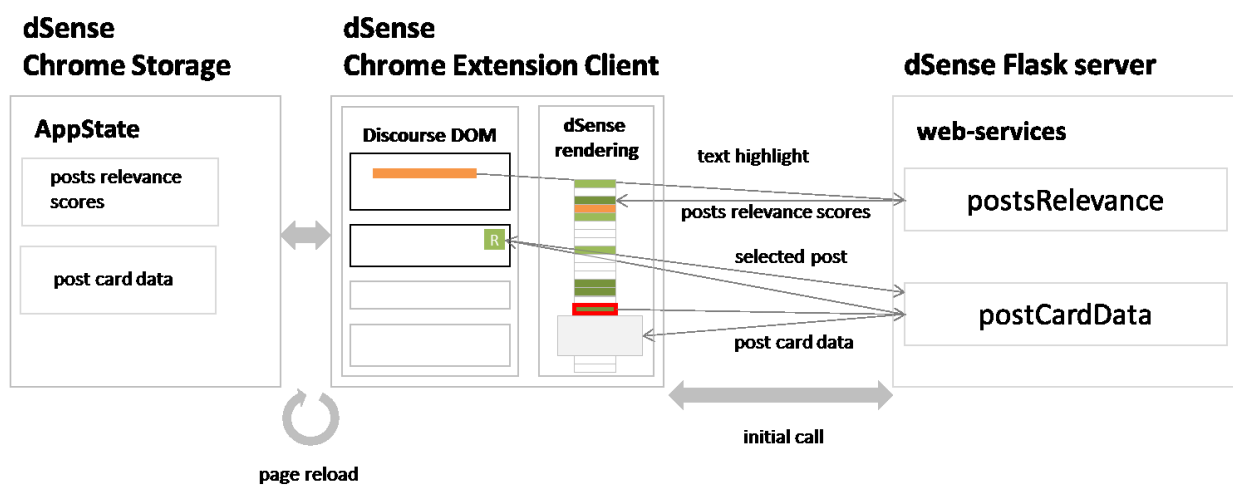 dSense
Chrome Storage
AppState
posts relevance
scores
post card data
dSense
Chrome Extension Client
Discourse DOM
R
dSense
rendering
text highlight
posts relevance scores
selected post
post card data
initial call
page reload
dSense Flask server
web-services
postsRelevance
postCardData